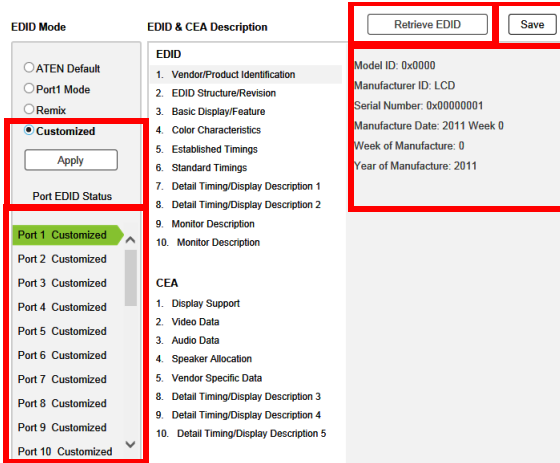 EDID Mode
ATEN Default
Port1 Mode
Remix
Customized
Apply
Port EDID Status
Port 1 Customized
Port 2 Customized
Port 3 Customized
Port 4 Customized
Port 5 Customized
Port 6 Customized
Port 7 Customized
Port 8 Customized
Port 9 Customized
Port 10 Customized
EDID & CEA Description
EDID
1. Vendor/Product Identification
2. EDID Structure/Revision
3. Basic Display/Feature
4. Color Characteristics
5. Established Timings
6. Standard Timings
7. Detail Timing/Display Description 1
8. Detail Timing/Display Description 2
9. Monitor Description
10. Monitor Description
CEA
1. Display Support
2. Video Data
3. Audio Data
4. Speaker Allocation
5. Vendor Specific Data
8. Detail Timing/Display Description 3
9. Detail Timing/Display Description 4
10. Detail Timing/Display Description 5
Retrieve EDID
Save
Model ID: 0x0000
Manufacturer ID: LCD
Serial Number: 0x00000001
Manufacture Date: 2011 Week 0
Week of Manufacture: 0
Year of Manufacture: 2011